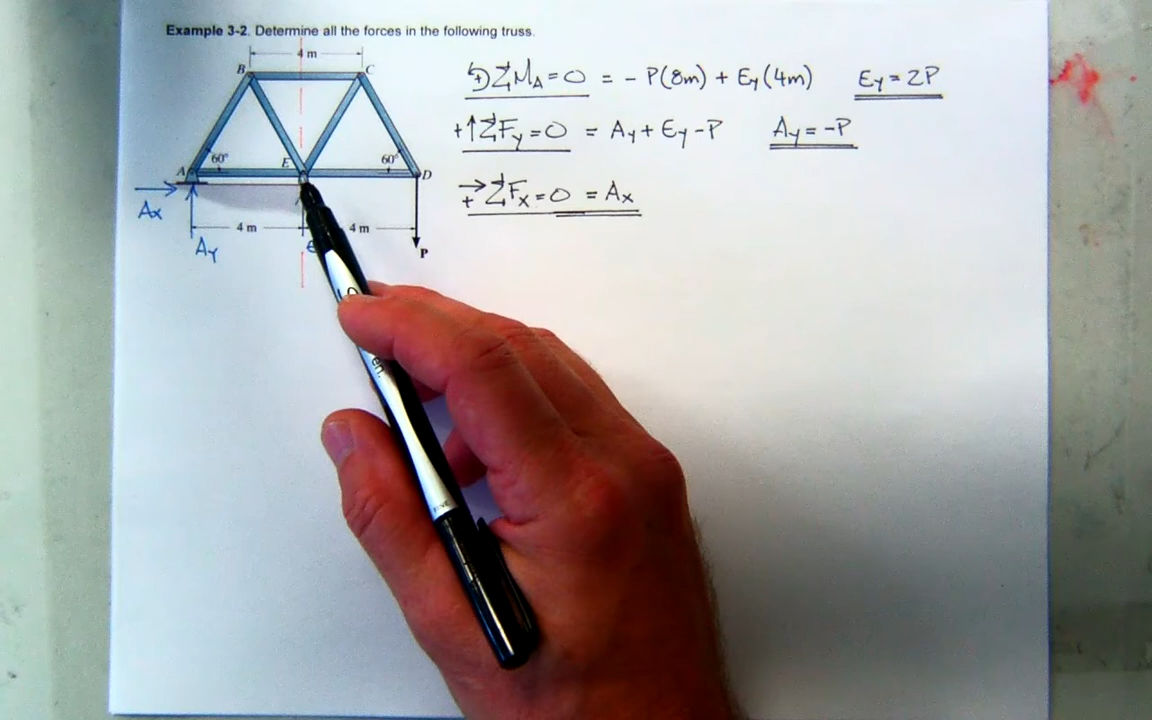 Example 3-2. Determine all the forces in the following truss.
4 m
B C
A 60° E 60° D
Ax
4 m 4 m
Ay P
↺+ ΣM_A = 0 = - P(8m) + Ey(4m) Ey = 2P
+↑ΣFy = 0 = Ay + Ey - P Ay = -P
→+ ΣFx = 0 = Ax